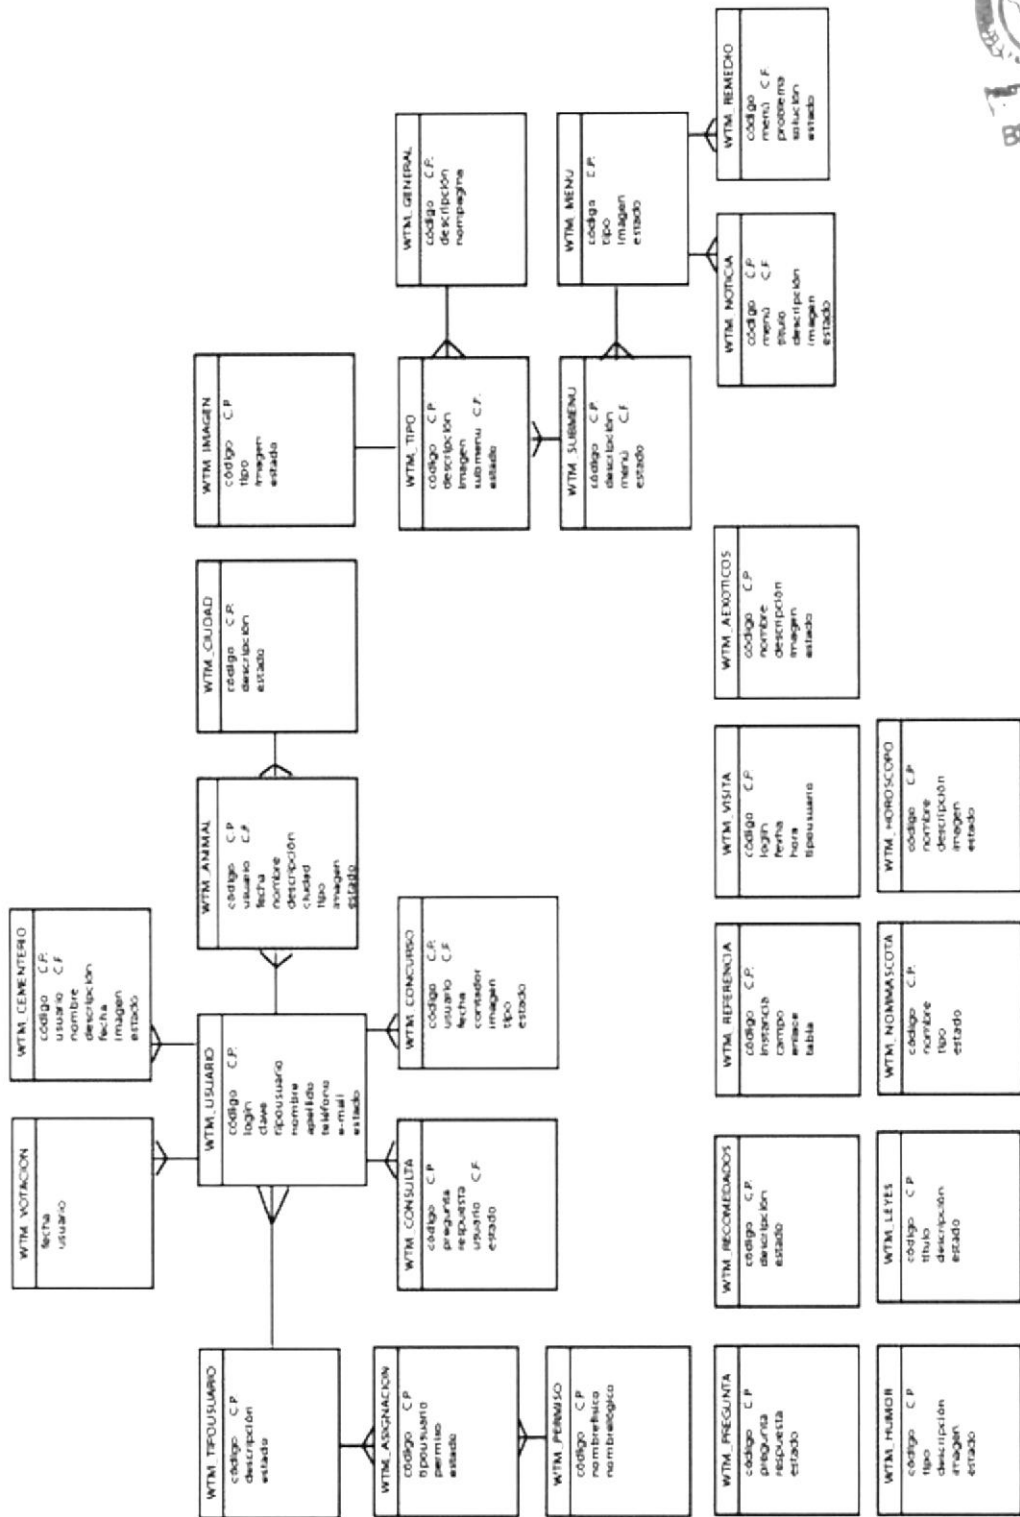 WTM_VOTACION
fecha
usuario
WTM_CEMENTERIO
código C.P.
usuario C.F
nombre
descripción
fecha
imagen
estado
WTM_TIPOUSUARIO
código C.P
descripción
estado
WTM_USUARIO
código C.P.
login
clave
tipousuario
nombre
apellido
teléfono
e-mail
estado
WTM_ANIMAL
código C.P
usuario C.F
fecha
nombre
descripción
ciudad
tipo
imagen
estado
WTM_CIUDAD
código C.P.
descripción
estado
WTM_IMAGEN
código C.P
tipo
imagen
estado
WTM_ASIGNACION
código C.P
tipousuario
permiso
estado
WTM_CONSULTA
código C.P
pregunta
respuesta
usuario C.F
estado
WTM_CONCURSO
código C.P.
usuario C.F
fecha
contador
imagen
tipo
estado
WTM_TIPO
código C.P
descripción
imagen
submenu C.F.
estado
WTM_GENERAL
código C.P.
descripción
nompagina
WTM_PERMISO
código C.P
nombrefísico
nombrelógico
WTM_SUBMENU
código C.P.
descripción
menú C.F
estado
WTM_MENU
código C.P.
tipo
imagen
estado
WTM_PREGUNTA
código C.P
pregunta
respuesta
estado
WTM_RECOMEDADOS
código C.P.
descripción
estado
WTM_REFERENCIA
código C.P.
instancia
campo
enlace
tabla
WTM_VISITA
código C.P
login
fecha
hora
tipousuario
WTM_AEXOTICOS
código C.P
nombre
descripción
imagen
estado
WTM_NOTICIA
código C.P
menú C.F
título
descripción
imagen
estado
WTM_REMEDIO
código
menú C.F.
problema
solución
estado
WTM_HUMOR
código C.P
tipo
descripción
imagen
estado
WTM_LEYES
código C.P
título
descripción
estado
WTM_NOMMASCOTA
código C.P.
nombre
tipo
estado
WTM_HOROSCOPO
código C.P
nombre
descripción
imagen
estado